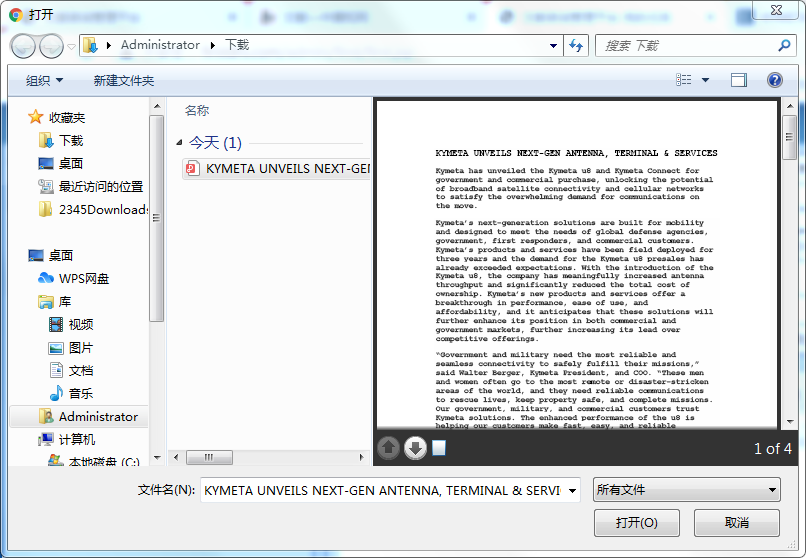 打开
Administrator 下载
搜索 下载
组织 新建文件夹
收藏夹
下载
桌面
最近访问的位置
2345Downloads
桌面
WPS网盘
库
视频
图片
文档
音乐
Administrator
计算机
本地磁盘 (C:)
名称
今天 (1)
KYMETA UNVEILS NEXT-GEN
KYMETA UNVEILS NEXT-GEN ANTENNA, TERMINAL & SERVICES
Kymeta has unveiled the Kymeta u8 and Kymeta Connect for
government and commercial purchase, unlocking the potential
of broadband satellite connectivity and cellular networks
to satisfy the overwhelming demand for communications on
the move.
Kymeta's next-generation solutions are built for mobility
and designed to meet the needs of global defense agencies,
government, first responders, and commercial customers.
Kymeta's products and services have been field deployed for
three years and the demand for the Kymeta u8 presales has
already exceeded expectations. With the introduction of the
Kymeta u8, the company has meaningfully increased antenna
throughput and significantly reduced the total cost of
ownership. Kymeta's new products and services offer a
breakthrough in performance, ease of use, and
affordability, and it anticipates that these solutions will
further enhance its position in both commercial and
government markets, further increasing its lead over
competitive offerings.
"Government and military need the most reliable and
seamless connectivity to safely fulfill their missions,"
said Walter Berger, Kymeta President, and COO. "These men
and women often go to the most remote or disaster-stricken
areas of the world, and they need reliable communications
to rescue lives, keep property safe, and complete missions.
Our government, military, and commercial customers trust
Kymeta solutions. The enhanced performance of the u8 is
helping our customers make fast, easy, and reliable
1 of 4
文件名(N): KYMETA UNVEILS NEXT-GEN ANTENNA, TERMINAL & SERVI 所有文件
打开(O) 取消